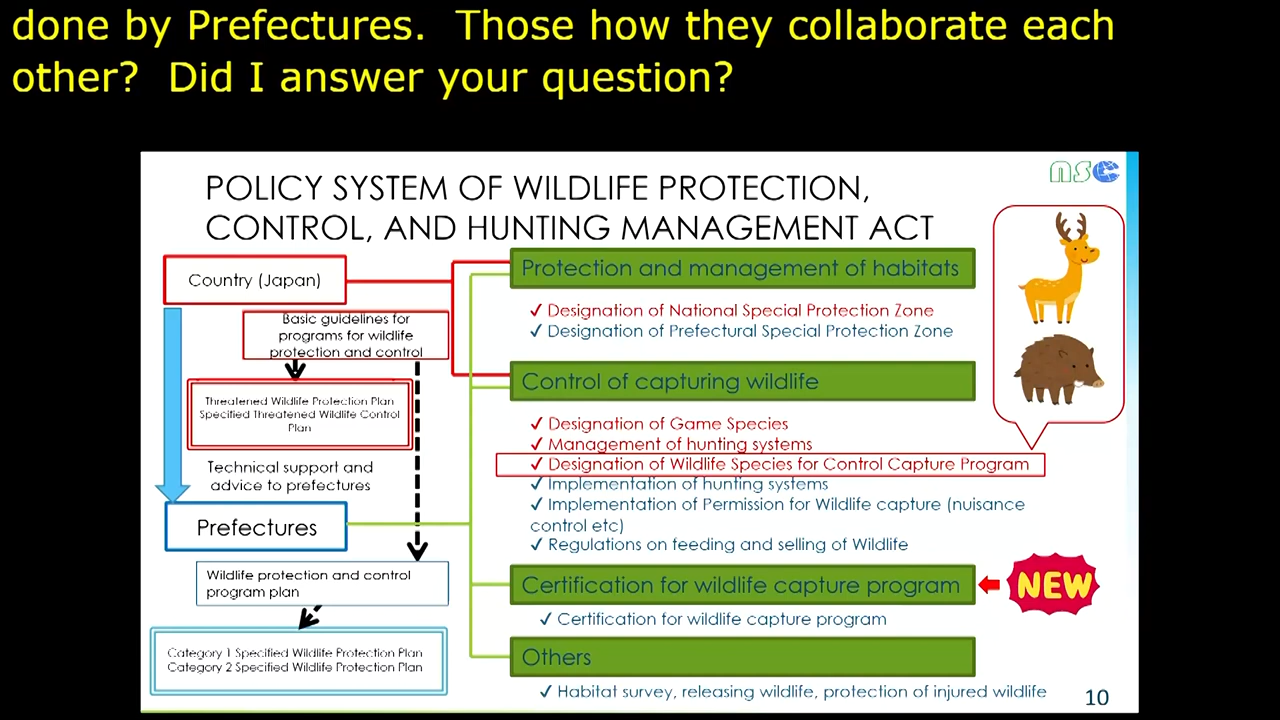 done by Prefectures.  Those how they collaborate each
other?  Did I answer your question?
nsc
POLICY SYSTEM OF WILDLIFE PROTECTION,
CONTROL, AND HUNTING MANAGEMENT ACT
Country (Japan)
Basic guidelines for
programs for wildlife
protection and control
Threatened Wildlife Protection Plan
Specified Threatened Wildlife Control
Plan
Technical support and
advice to prefectures
Prefectures
Wildlife protection and control
program plan
Category 1 Specified Wildlife Protection Plan
Category 2 Specified Wildlife Protection Plan
Protection and management of habitats
✓ Designation of National Special Protection Zone
✓ Designation of Prefectural Special Protection Zone
Control of capturing wildlife
✓ Designation of Game Species
✓ Management of hunting systems
✓ Designation of Wildlife Species for Control Capture Program
✓ Implementation of hunting systems
✓ Implementation of Permission for Wildlife capture (nuisance
control etc)
✓ Regulations on feeding and selling of Wildlife
Certification for wildlife capture program
NEW
✓ Certification for wildlife capture program
Others
✓ Habitat survey, releasing wildlife, protection of injured wildlife
10